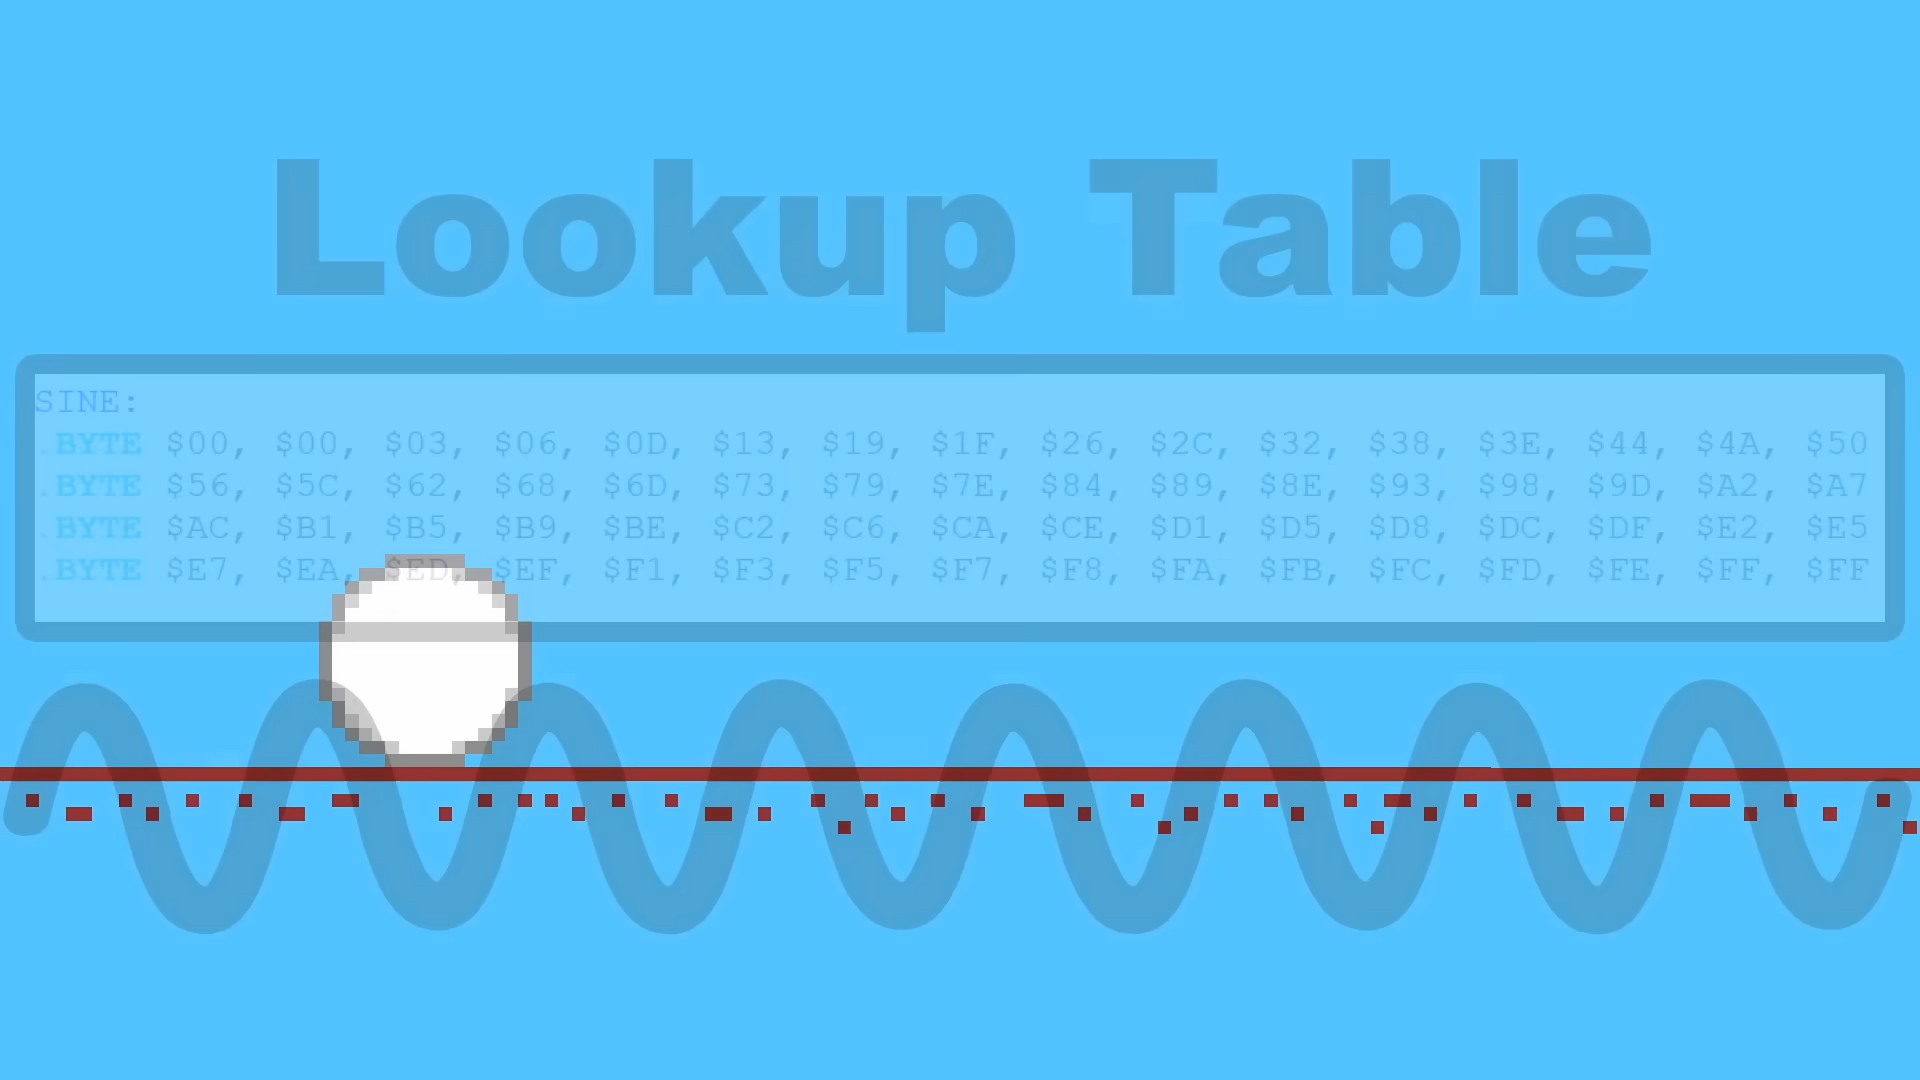 Lookup Table
SINE:
.BYTE $00, $00, $03, $06, $0D, $13, $19, $1F, $26, $2C, $32, $38, $3E, $44, $4A, $50
.BYTE $56, $5C, $62, $68, $6D, $73, $79, $7E, $84, $89, $8E, $93, $98, $9D, $A2, $A7
.BYTE $AC, $B1, $B5, $B9, $BE, $C2, $C6, $CA, $CE, $D1, $D5, $D8, $DC, $DF, $E2, $E5
.BYTE $E7, $EA, $ED, $EF, $F1, $F3, $F5, $F7, $F8, $FA, $FB, $FC, $FD, $FE, $FF, $FF